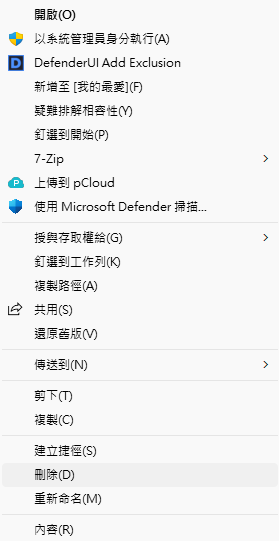 開啟(O)
以系統管理員身分執行(A)
DefenderUI Add Exclusion
新增至 [我的最愛](F)
疑難排解相容性(Y)
釘選到開始(P)
7-Zip
上傳到 pCloud
使用 Microsoft Defender 掃描...
授與存取權給(G)
釘選到工作列(K)
複製路徑(A)
共用(S)
還原舊版(V)
傳送到(N)
剪下(T)
複製(C)
建立捷徑(S)
刪除(D)
重新命名(M)
內容(R)